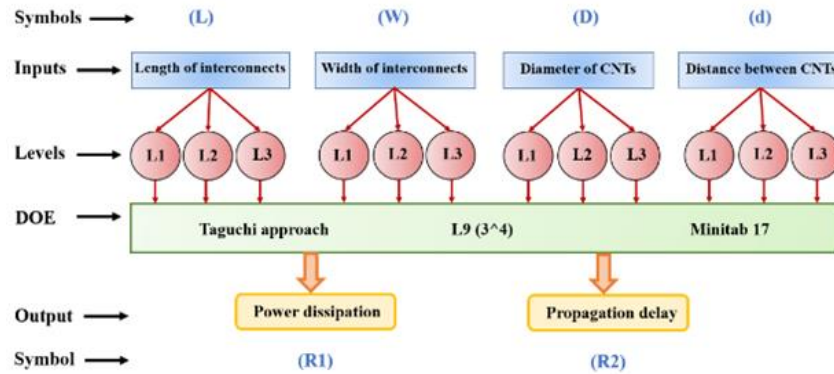 Symbols (L) (W) (D) (d)
Inputs Length of interconnects Width of interconnects Diameter of CNTs Distance between CNTs
Levels L1 L2 L3 L1 L2 L3 L1 L2 L3 L1 L2 L3
DOE Taguchi approach L9 (3^4) Minitab 17
Output Power dissipation Propagation delay
Symbol (R1) (R2)